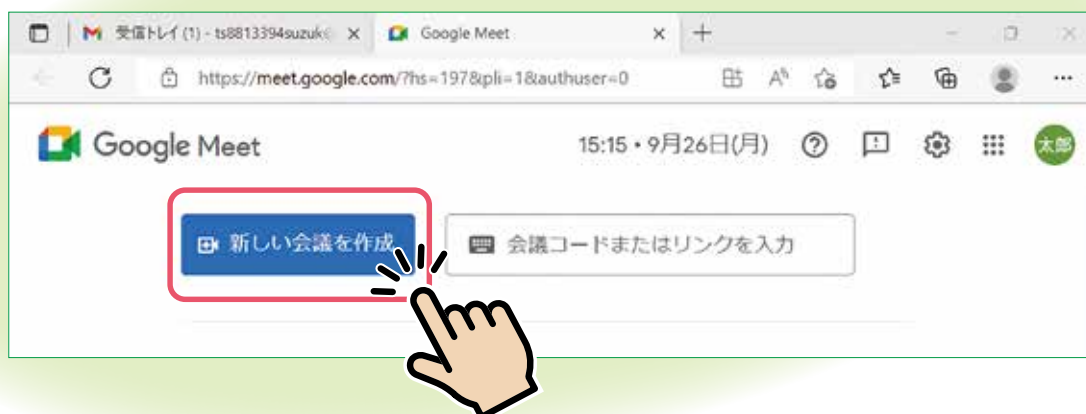 受信トレイ (1) - ts8813394suzuk
Google Meet
https://meet.google.com/?hs=197&pli=1&authuser=0
Google Meet
15:15・9月26日(月)
太郎
新しい会議を作成
会議コードまたはリンクを入力